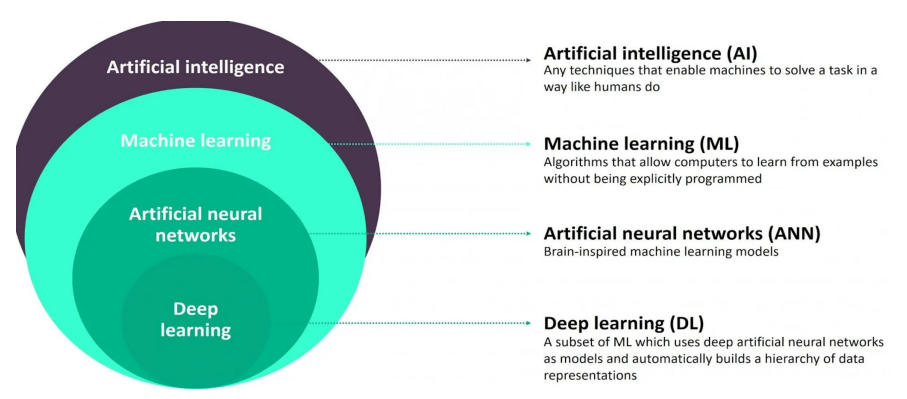 Artificial intelligence
Machine learning
Artificial neural
networks
Deep
learning
Artificial intelligence (AI)
Any techniques that enable machines to solve a task in a
way like humans do
Machine learning (ML)
Algorithms that allow computers to learn from examples
without being explicitly programmed
Artificial neural networks (ANN)
Brain-inspired machine learning models
Deep learning (DL)
A subset of ML which uses deep artificial neural networks
as models and automatically builds a hierarchy of data
representations